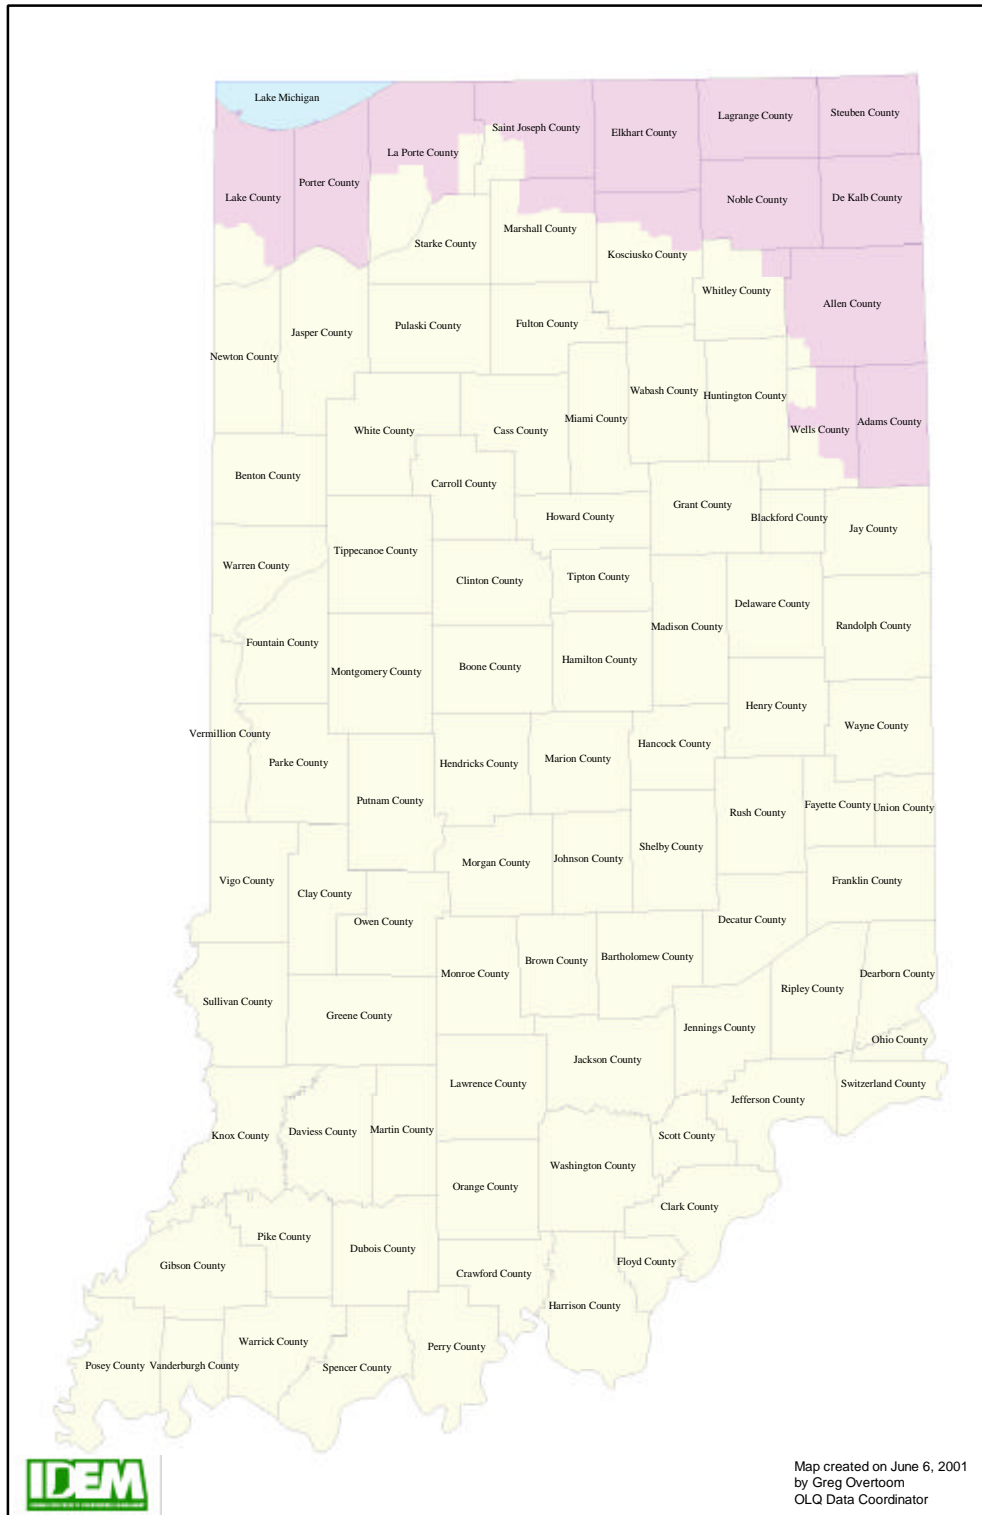 Lake Michigan
Steuben County
Lagrange County
Saint Joseph County
Elkhart County
La Porte County
Porter County
Lake County
Noble County
De Kalb County
Marshall County
Starke County
Kosciusko County
Whitley County
Allen County
Pulaski County
Fulton County
Jasper County
Newton County
Wabash County
Huntington County
Miami County
Adams County
Wells County
White County
Cass County
Benton County
Carroll County
Grant County
Howard County
Blackford County
Jay County
Tippecanoe County
Warren County
Clinton County
Tipton County
Delaware County
Madison County
Randolph County
Fountain County
Montgomery County
Boone County
Hamilton County
Henry County
Wayne County
Vermillion County
Parke County
Hendricks County
Marion County
Hancock County
Putnam County
Rush County
Fayette County
Union County
Shelby County
Morgan County
Johnson County
Vigo County
Clay County
Franklin County
Owen County
Decatur County
Monroe County
Brown County
Bartholomew County
Dearborn County
Ripley County
Sullivan County
Greene County
Jennings County
Ohio County
Jackson County
Lawrence County
Switzerland County
Jefferson County
Knox County
Daviess County
Martin County
Scott County
Washington County
Orange County
Clark County
Pike County
Dubois County
Gibson County
Floyd County
Crawford County
Harrison County
Warrick County
Perry County
Posey County
Vanderburgh County
Spencer County
IDEM
Map created on June 6, 2001
by Greg Overtoom
OLQ Data Coordinator